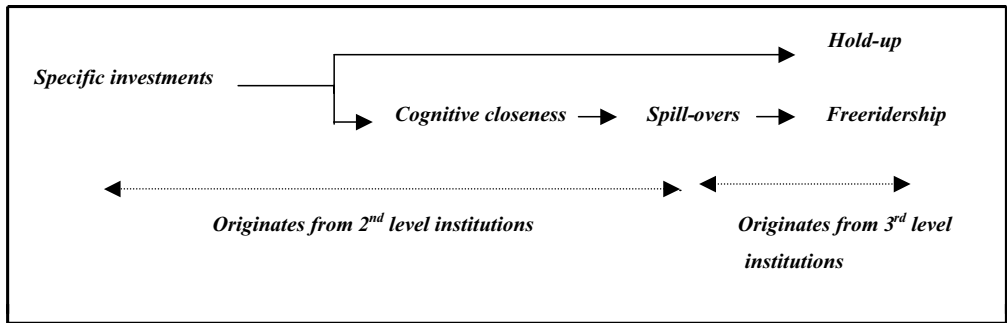 Hold-up
Specific investments
Cognitive closeness
Spill-overs
Freeridership
Originates from 2nd level institutions
Originates from 3rd level
institutions